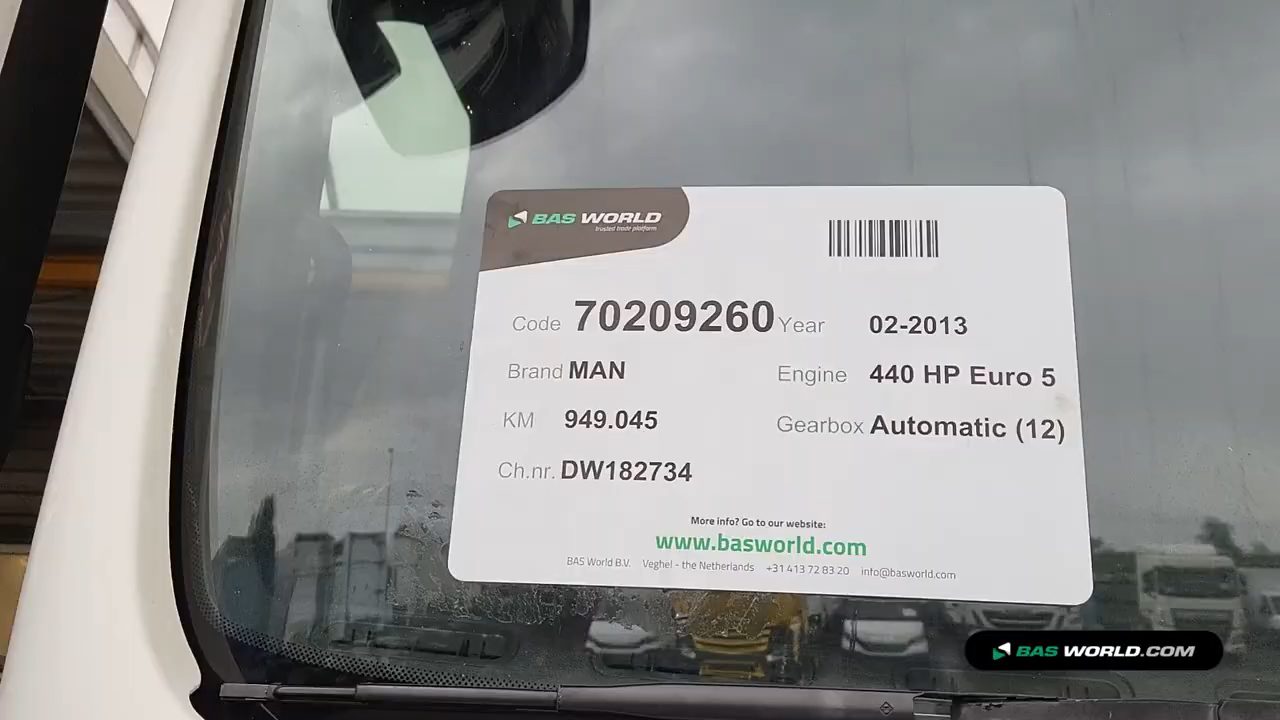 BAS WORLD
trusted trade platform
Code 70209260 Year 02-2013
Brand MAN Engine 440 HP Euro 5
KM 949.045 Gearbox Automatic (12)
Ch.nr. DW182734
More info? Go to our website:
www.basworld.com
BAS World B.V. Veghel - the Netherlands +31 413 72 83 20 info@basworld.com
BAS WORLD.COM